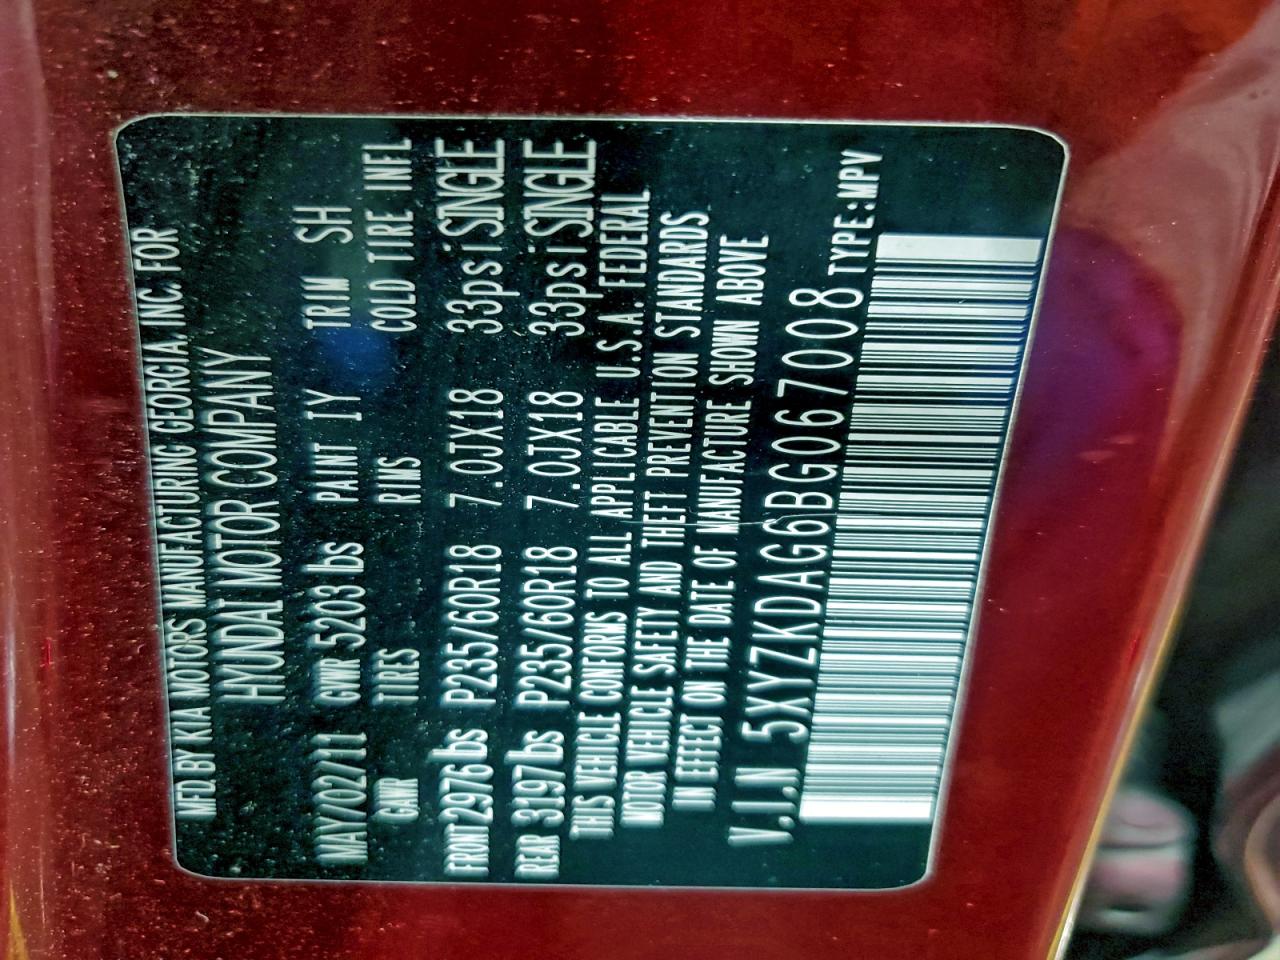 MFD.BY KIA MOTORS MANUFACTURING GEORGIA.INC.FOR
HYUNDAI MOTOR COMPANY
MAY/02/11 GVWR 5203 lbs PAINT IY TRIM SH
GAWR TIRES RIMS COLD TIRE INFL
FRONT 2976 lbs P235/60R18 7.0JX18 33psi SINGLE
REAR 3197 lbs P235/60R18 7.0JX18 33psi SINGLE
THIS VEHICLE CONFORMS TO ALL APPLICABLE U.S.A. FEDERAL
MOTOR VEHICLE SAFETY AND THEFT PREVENTION STANDARDS
IN EFFECT ON THE DATE OF MANUFACTURE SHOWN ABOVE
V.I.N 5XYZKDAG6BG067008 TYPE:MPV